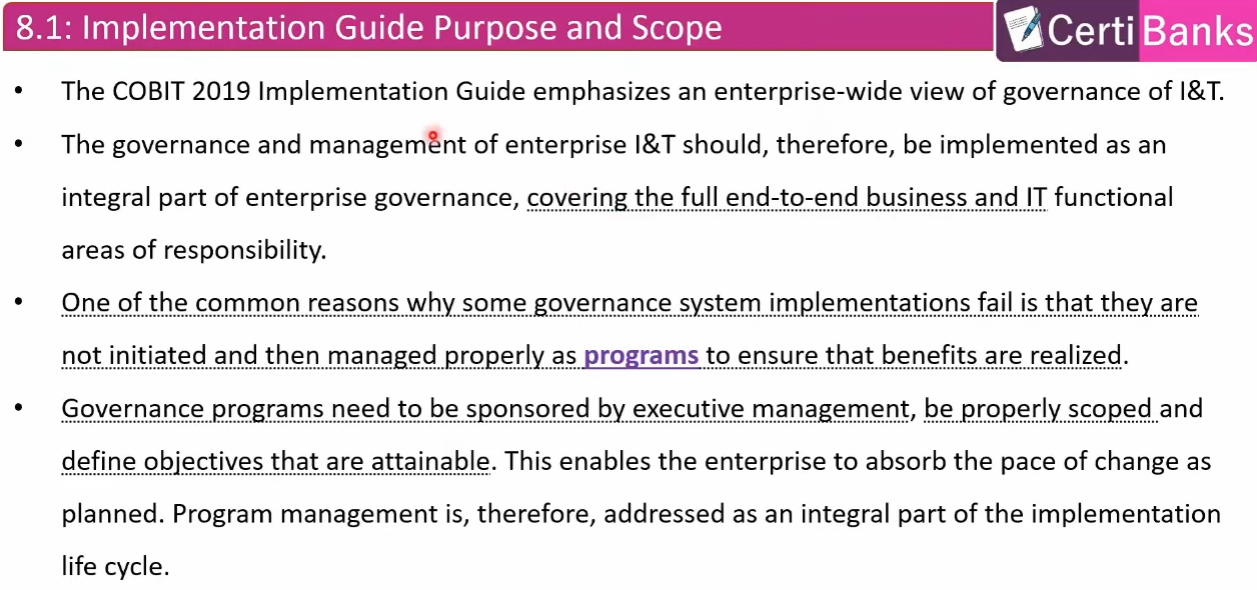 8.1: Implementation Guide Purpose and Scope
CertiBanks
• The COBIT 2019 Implementation Guide emphasizes an enterprise-wide view of governance of I&T.
• The governance and management of enterprise I&T should, therefore, be implemented as an
integral part of enterprise governance, covering the full end-to-end business and IT functional
areas of responsibility.
• One of the common reasons why some governance system implementations fail is that they are
not initiated and then managed properly as programs to ensure that benefits are realized.
• Governance programs need to be sponsored by executive management, be properly scoped and
define objectives that are attainable. This enables the enterprise to absorb the pace of change as
planned. Program management is, therefore, addressed as an integral part of the implementation
life cycle.